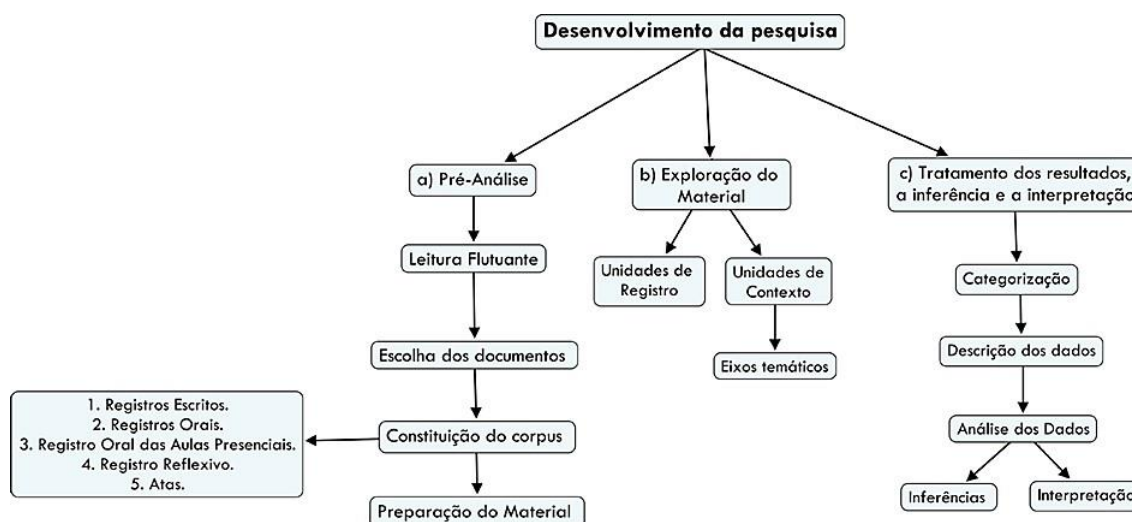 Desenvolvimento da pesquisa
a) Pré-Análise
Leitura Flutuante
Escolha dos documentos
Constituição do corpus
1. Registros Escritos.
2. Registros Orais.
3. Registro Oral das Aulas Presenciais.
4. Registro Reflexivo.
5. Atas.
Preparação do Material
b) Exploração do
Material
Unidades de
Registro
Unidades de
Contexto
Eixos temáticos
c) Tratamento dos resultados,
a inferência e a interpretação
Categorização
Descrição dos dados
Análise dos Dados
Inferências
Interpretação